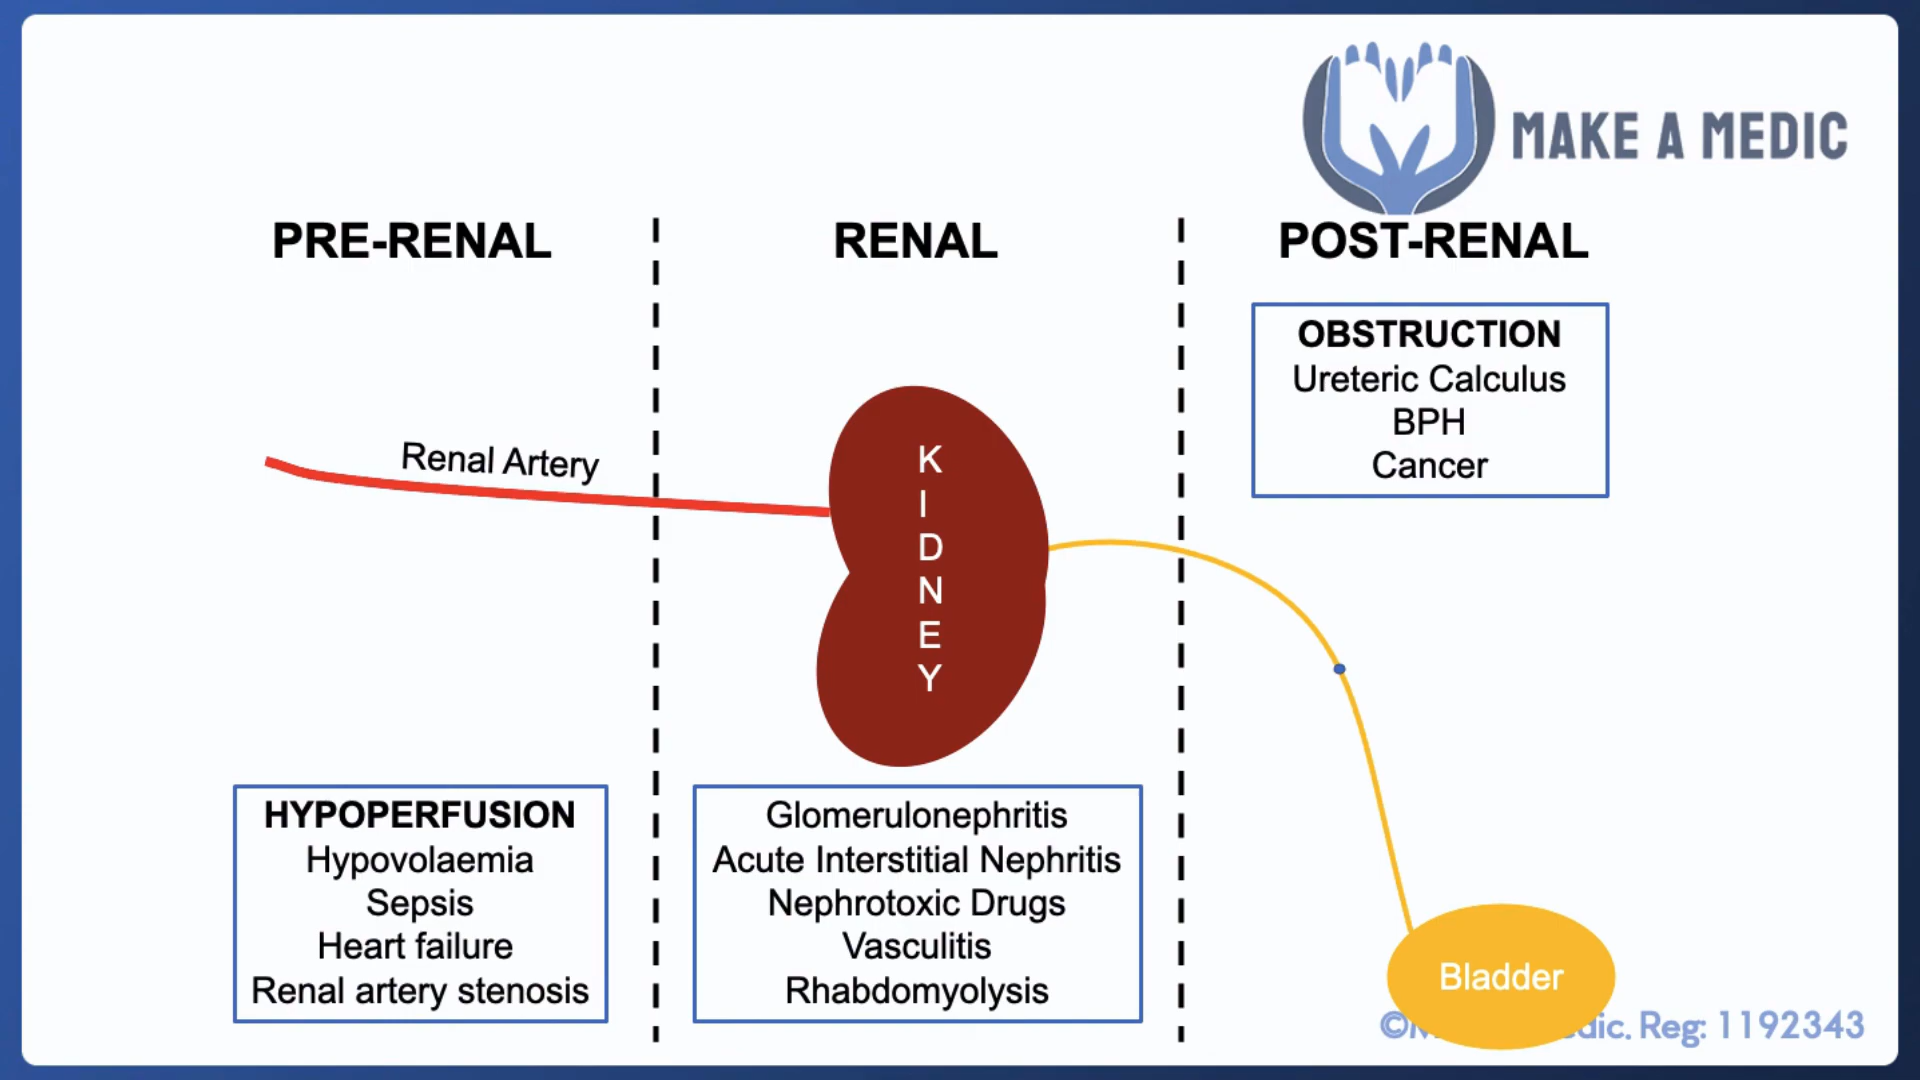 MAKE A MEDIC
PRE-RENAL
RENAL
POST-RENAL
OBSTRUCTION
Ureteric Calculus
BPH
Cancer
Renal Artery
K
I
D
N
E
Y
HYPOPERFUSION
Hypovolaemia
Sepsis
Heart failure
Renal artery stenosis
Glomerulonephritis
Acute Interstitial Nephritis
Nephrotoxic Drugs
Vasculitis
Rhabdomyolysis
Bladder
Reg: 1192343